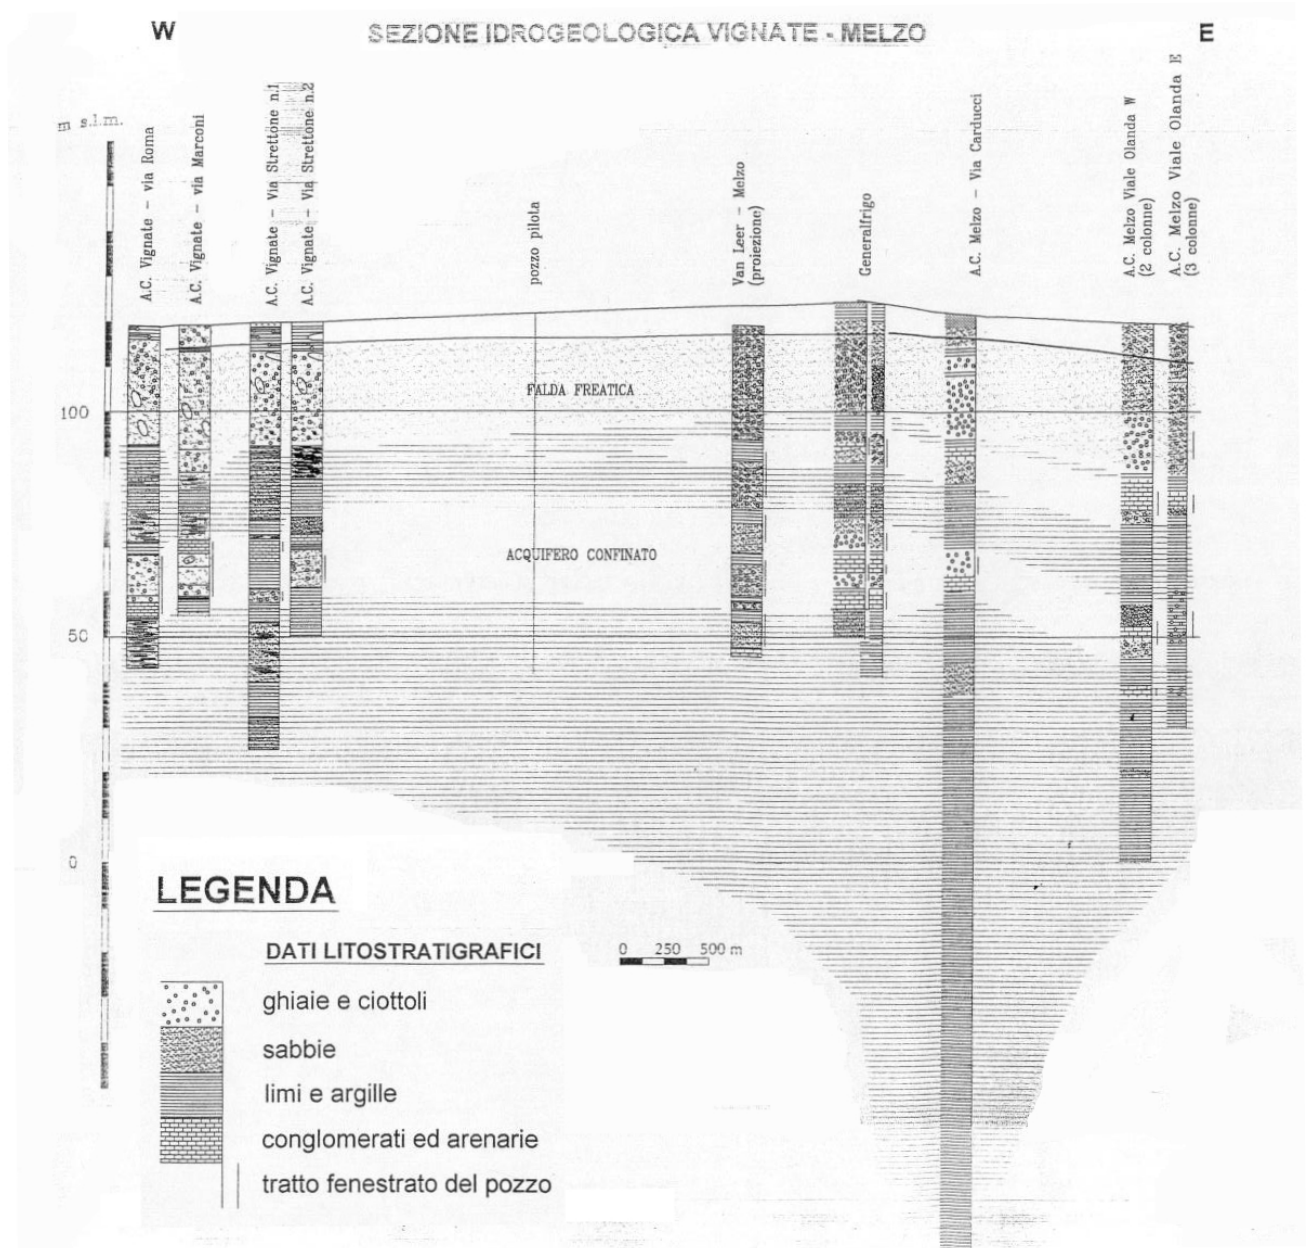 W
SEZIONE IDROGEOLOGICA VIGNATE - MELZO
E
m s.l.m.
A.C. Vignate - via Roma
A.C. Vignate - via Marconi
A.C. Vignate - Via Strettone n.1
A.C. Vignate - Via Strettone n.2
pozzo pilota
Van Leer - Melzo
(proiezione)
Generalfrigo
A.C. Melzo - Via Carducci
A.C. Melzo Viale Olanda W
(2 colonne)
A.C. Melzo Viale Olanda E
(3 colonne)
FALDA FREATICA
100
ACQUIFERO CONFINATO
50
0
LEGENDA
DATI LITOSTRATIGRAFICI
0 250 500 m
ghiaie e ciottoli
sabbie
limi e argille
conglomerati ed arenarie
tratto fenestrato del pozzo